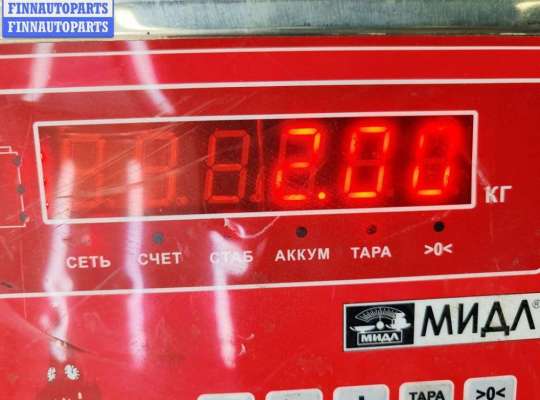 FINNAUTOPARTS
FINNAUTOPARTS
2.00
КГ
СЕТЬ СЧЕТ СТАБ АККУМ ТАРА >0<
МИДЛ МИДЛ®
ТАРА >0<